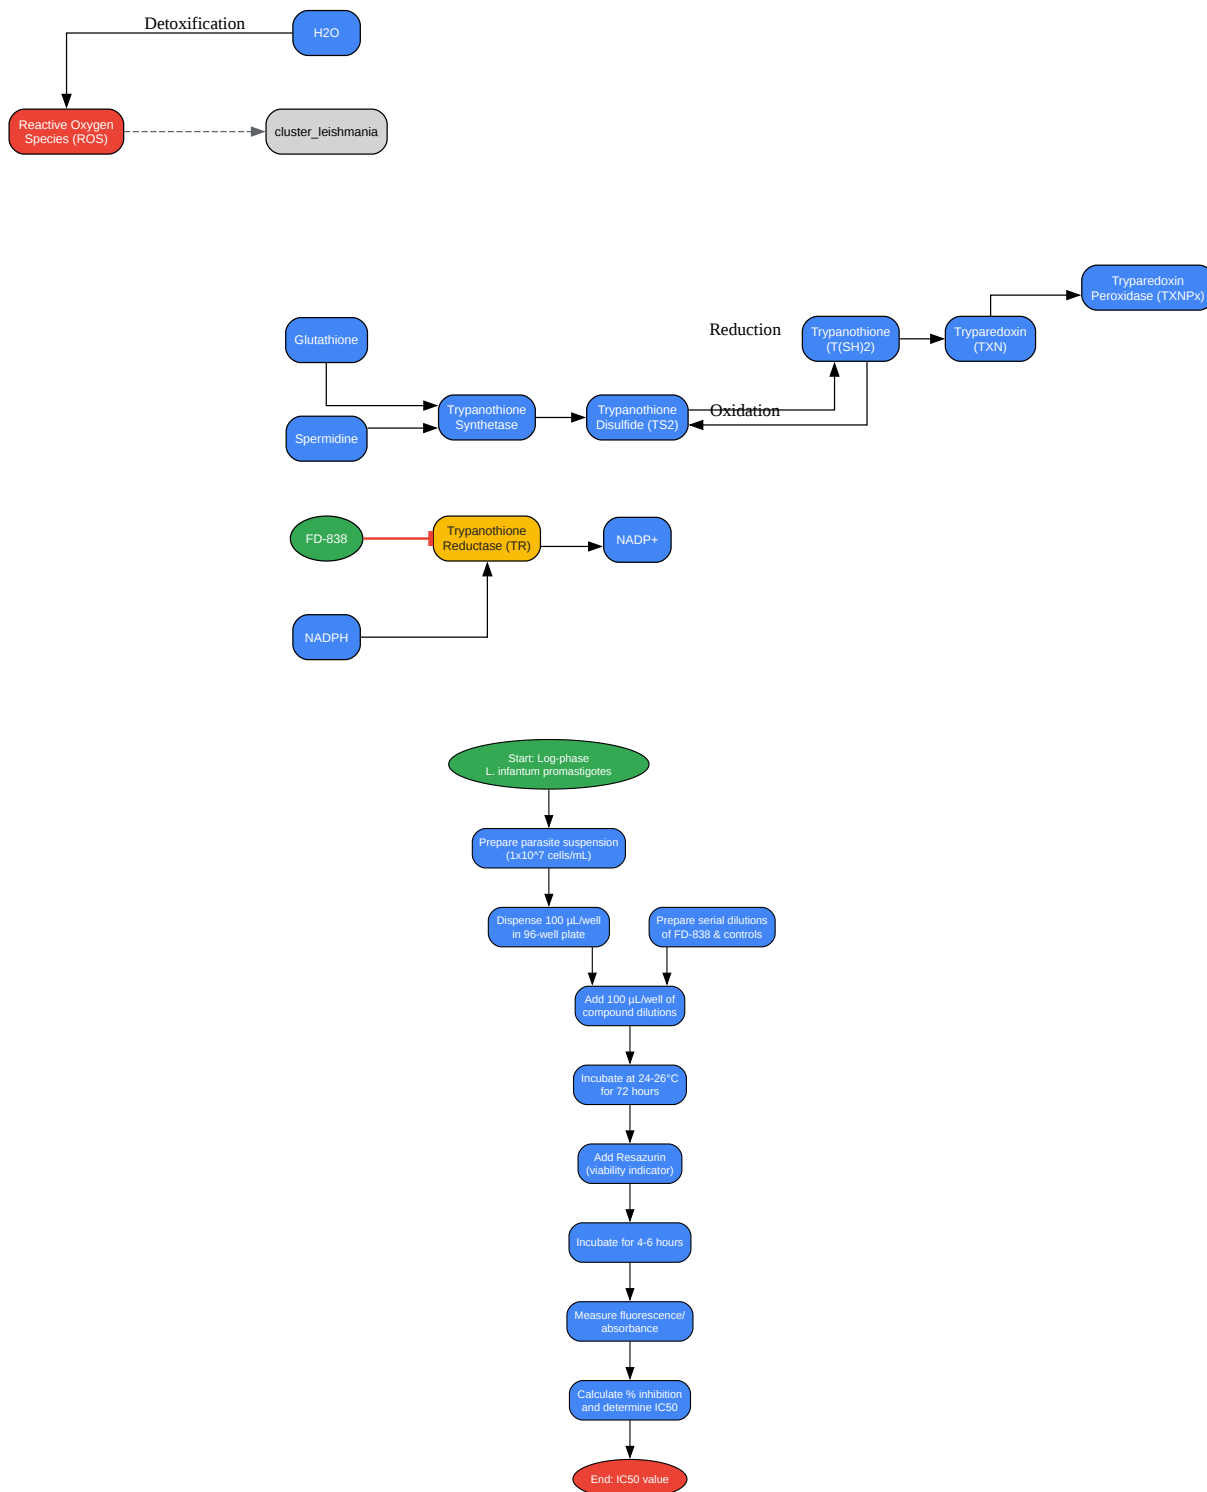 Detoxification
H2O
Reactive Oxygen
Species (ROS)
cluster_leishmania
Tryparedoxin
Peroxidase (TXNPx)
Glutathione
Reduction
Trypanothione
(T(SH)2)
Tryparedoxin
(TXN)
Spermidine
Trypanothione
Synthetase
Trypanothione
Disulfide (TS2)
Oxidation
FD-838
Trypanothione
Reductase (TR)
NADP+
NADPH
Start: Log-phase
L. infantum promastigotes
Prepare parasite suspension
(1x10^7 cells/mL)
Dispense 100 µL/well
in 96-well plate
Prepare serial dilutions
of FD-838 & controls
Add 100 µL/well of
compound dilutions
Incubate at 24-26°C
for 72 hours
Add Resazurin
(viability indicator)
Incubate for 4-6 hours
Measure fluorescence/
absorbance
Calculate % inhibition
and determine IC50
End: IC50 value